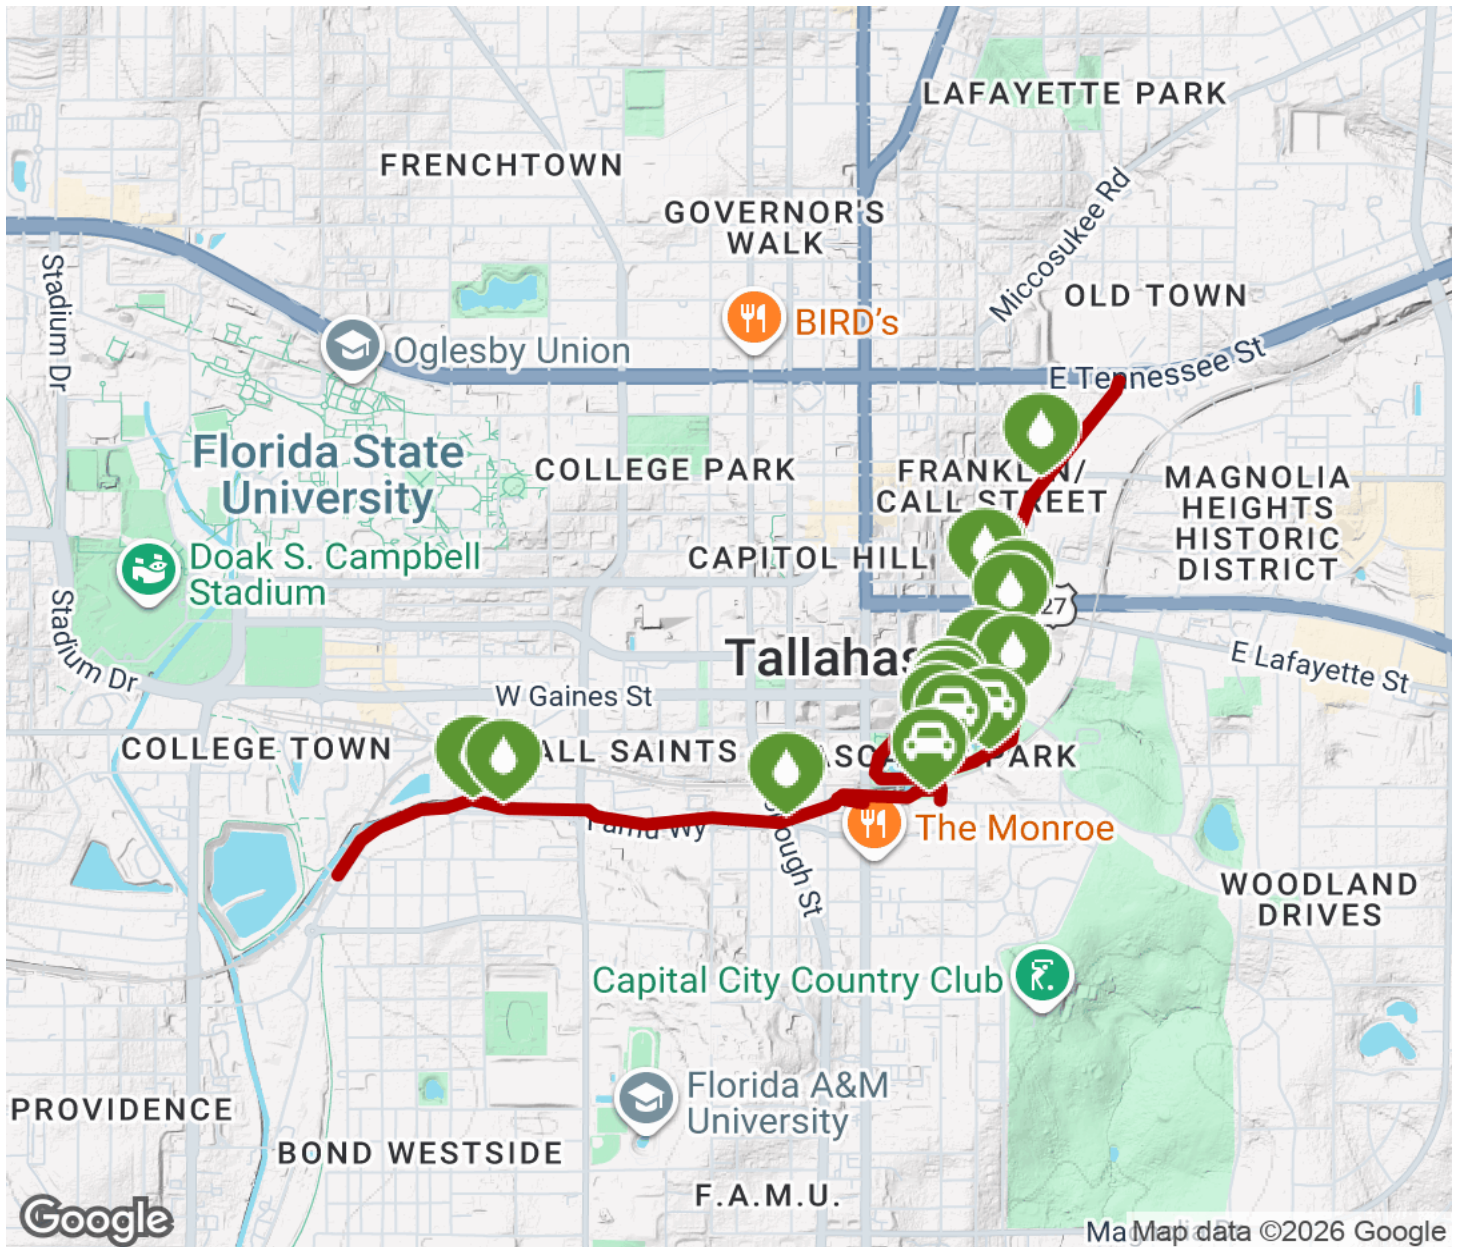 LAFAYETTE PARK
FRENCHTOWN
GOVERNOR'S
WALK
Miccosukee Rd
OLD TOWN
Stadium Dr
BIRD's
Oglesby Union
E Tennessee St
Florida State
University
COLLEGE PARK
FRANKLIN/
CALL STREET
MAGNOLIA
HEIGHTS
HISTORIC
DISTRICT
CAPITOL HILL
Doak S. Campbell
Stadium
27
Stadium Dr
Tallahas
E Lafayette St
W Gaines St
COLLEGE TOWN
ALL SAINTS
PARK
The Monroe
Famu Wy
WOODLAND
DRIVES
Capital City Country Club
Florida A&M
University
PROVIDENCE
BOND WESTSIDE
F.A.M.U.
Google
Map data ©2026 Google